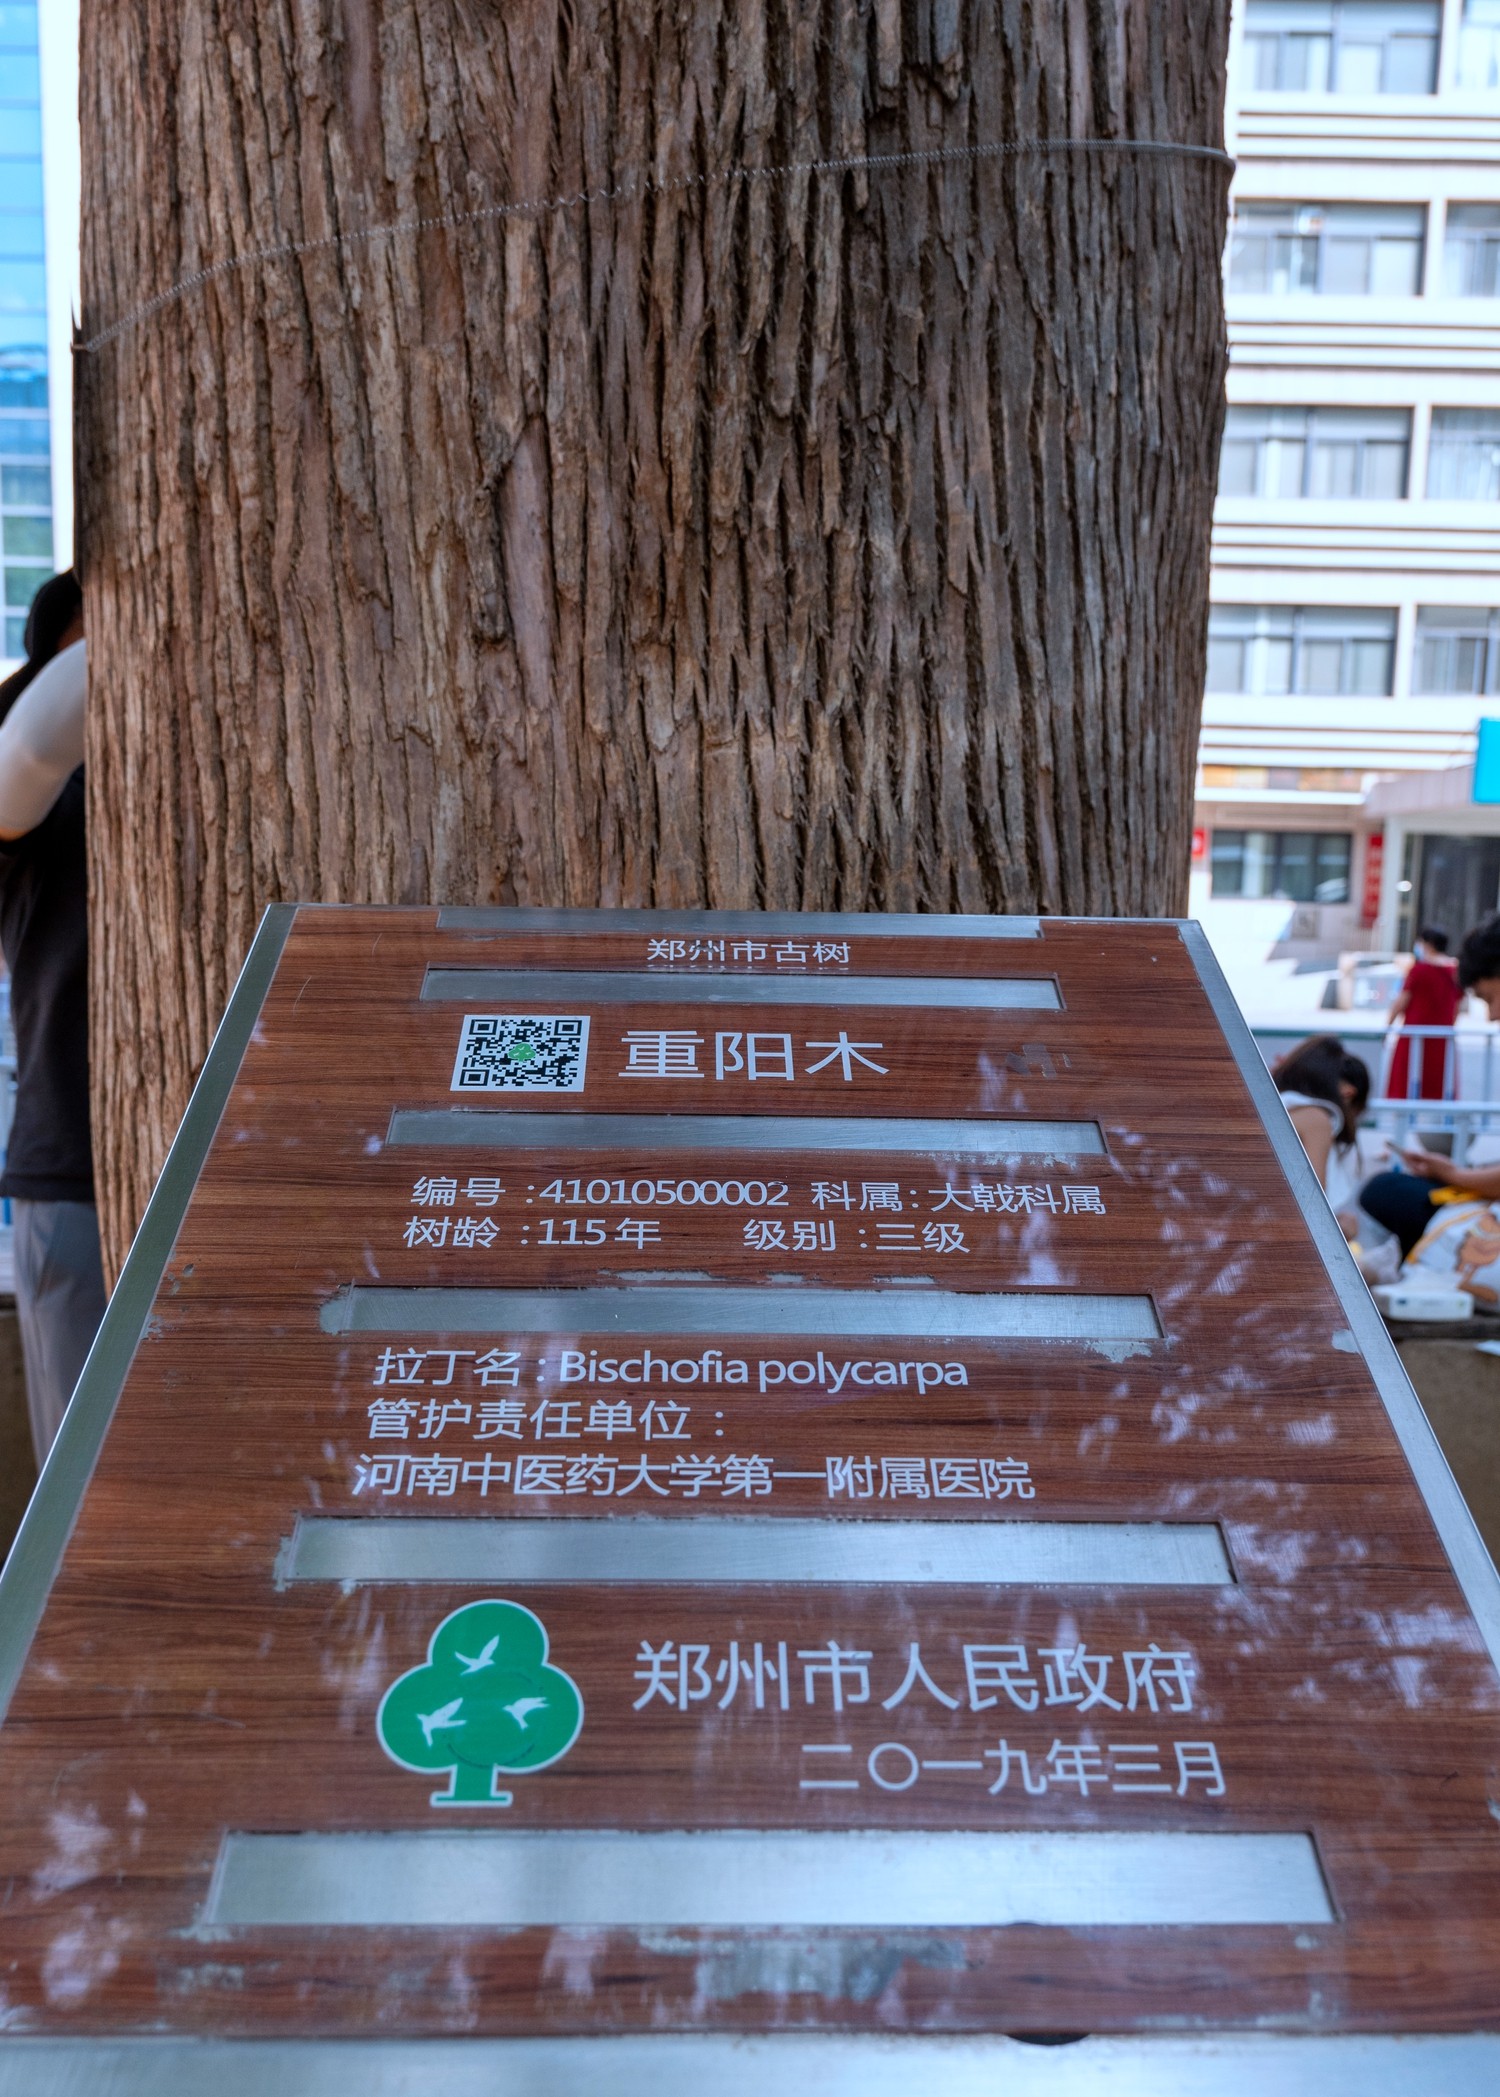 郑州市古树
重阳木
编号:41010500002 科属:大戟科属
树龄:115年 级别:三级
拉丁名:Bischofia polycarpa
管护责任单位:
河南中医药大学第一附属医院
郑州市人民政府
二〇一九年三月